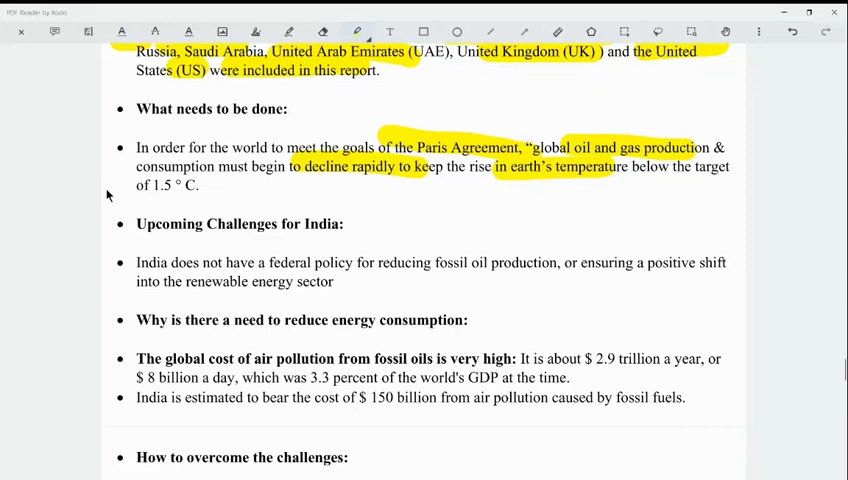 PDF Reader by Xodo
Russia, Saudi Arabia, United Arab Emirates (UAE), United Kingdom (UK) ) and the United
States (US) were included in this report.
• What needs to be done:
• In order for the world to meet the goals of the Paris Agreement, “global oil and gas production &
consumption must begin to decline rapidly to keep the rise in earth’s temperature below the target
of 1.5 ° C.
• Upcoming Challenges for India:
• India does not have a federal policy for reducing fossil oil production, or ensuring a positive shift
into the renewable energy sector
• Why is there a need to reduce energy consumption:
• The global cost of air pollution from fossil oils is very high: It is about $ 2.9 trillion a year, or
$ 8 billion a day, which was 3.3 percent of the world's GDP at the time.
• India is estimated to bear the cost of $ 150 billion from air pollution caused by fossil fuels.
• How to overcome the challenges: